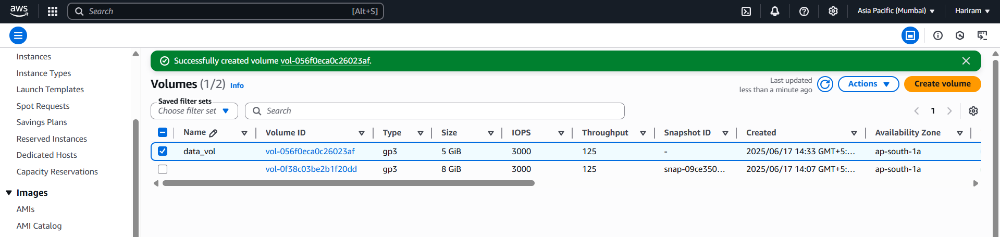 aws Search [Alt+S] Asia Pacific (Mumbai) Hariram
Instances
Instance Types
Launch Templates
Spot Requests
Savings Plans
Reserved Instances
Dedicated Hosts
Capacity Reservations
Images
AMIs
AMI Catalog
Successfully created volume vol-056f0eca0c26023af.
Volumes (1/2) Info
Last updated
less than a minute ago
Actions
Create volume
Saved filter sets
Choose filter set
Search
1
Name Volume ID Type Size IOPS Throughput Snapshot ID Created Availability Zone
data_vol vol-056f0eca0c26023af gp3 5 GiB 3000 125 - 2025/06/17 14:33 GMT+5:... ap-south-1a
vol-0f38c03be2b1f20dd gp3 8 GiB 3000 125 snap-09ce350... 2025/06/17 14:07 GMT+5:... ap-south-1a